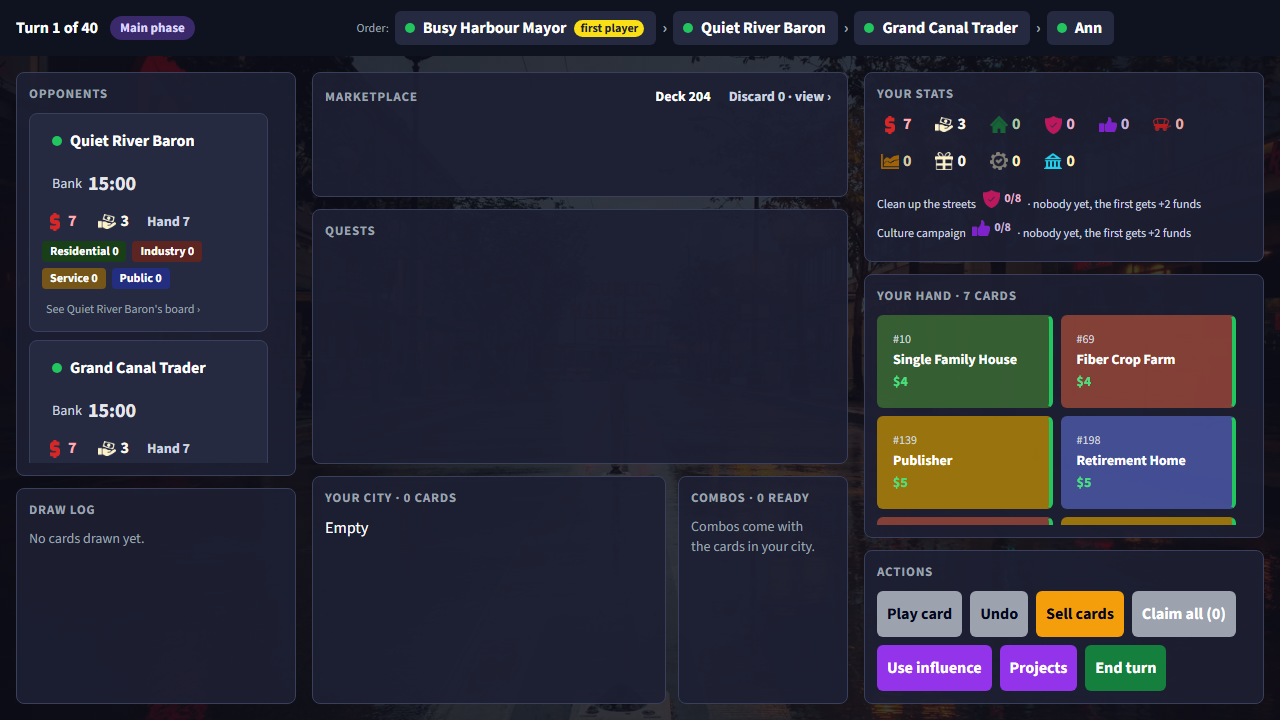 Turn 1 of 40 Main phase
Order: Busy Harbour Mayor first player › Quiet River Baron › Grand Canal Trader › Ann
OPPONENTS
Quiet River Baron
Bank 15:00
7 3 Hand 7
Residential 0 Industry 0
Service 0 Public 0
See Quiet River Baron's board ›
Grand Canal Trader
Bank 15:00
7 3 Hand 7
DRAW LOG
No cards drawn yet.
MARKETPLACE Deck 204 Discard 0 · view ›
QUESTS
YOUR CITY · 0 CARDS
Empty
COMBOS · 0 READY
Combos come with
the cards in your city.
YOUR STATS
7 3 0 0 0 0
0 0 0 0
Clean up the streets 0/8 · nobody yet, the first gets +2 funds
Culture campaign 0/8 · nobody yet, the first gets +2 funds
YOUR HAND · 7 CARDS
#10
Single Family House
$4
#69
Fiber Crop Farm
$4
#139
Publisher
$5
#198
Retirement Home
$5
ACTIONS
Play card Undo Sell cards Claim all (0)
Use influence Projects End turn